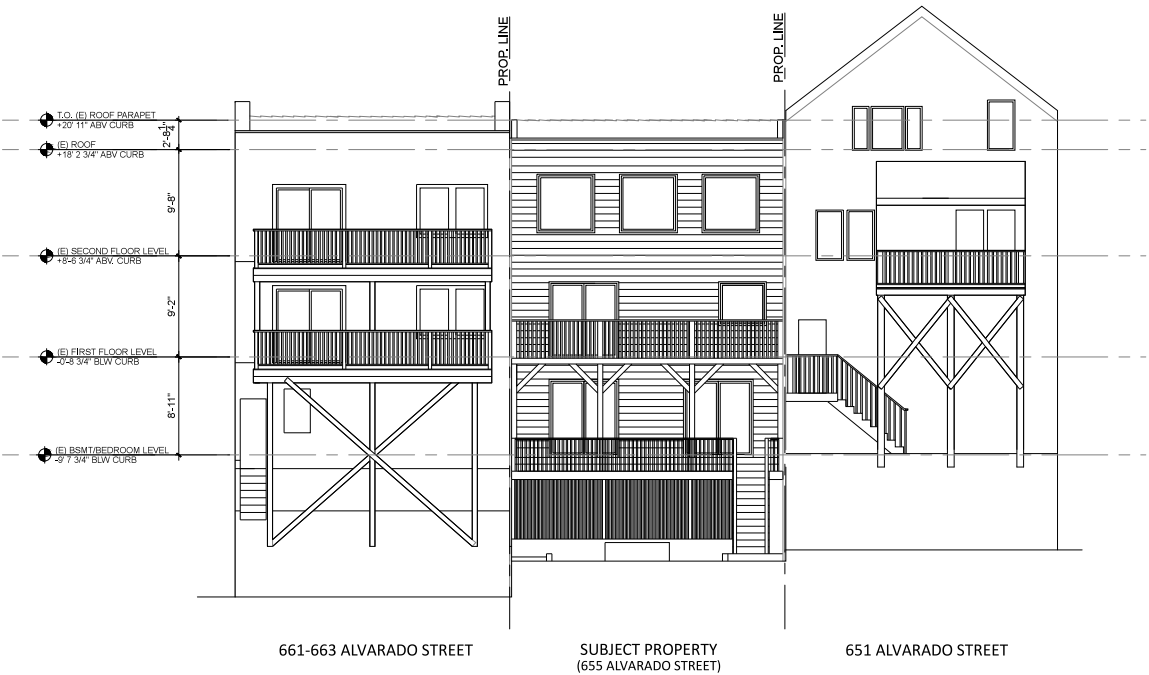 PROP. LINE
PROP. LINE
T.O. (E) ROOF PARAPET
+20' 11" ABV CURB
2'-8 1/4"
(E) ROOF
+18' 2 3/4" ABV CURB
9'-8"
(E) SECOND FLOOR LEVEL
+8'-6 3/4" ABV. CURB
9'-2"
(E) FIRST FLOOR LEVEL
-0'-8 3/4" BLW CURB
8'-11"
(E) BSMT/BEDROOM LEVEL
-9' 7 3/4" BLW CURB
661-663 ALVARADO STREET
SUBJECT PROPERTY
(655 ALVARADO STREET)
651 ALVARADO STREET